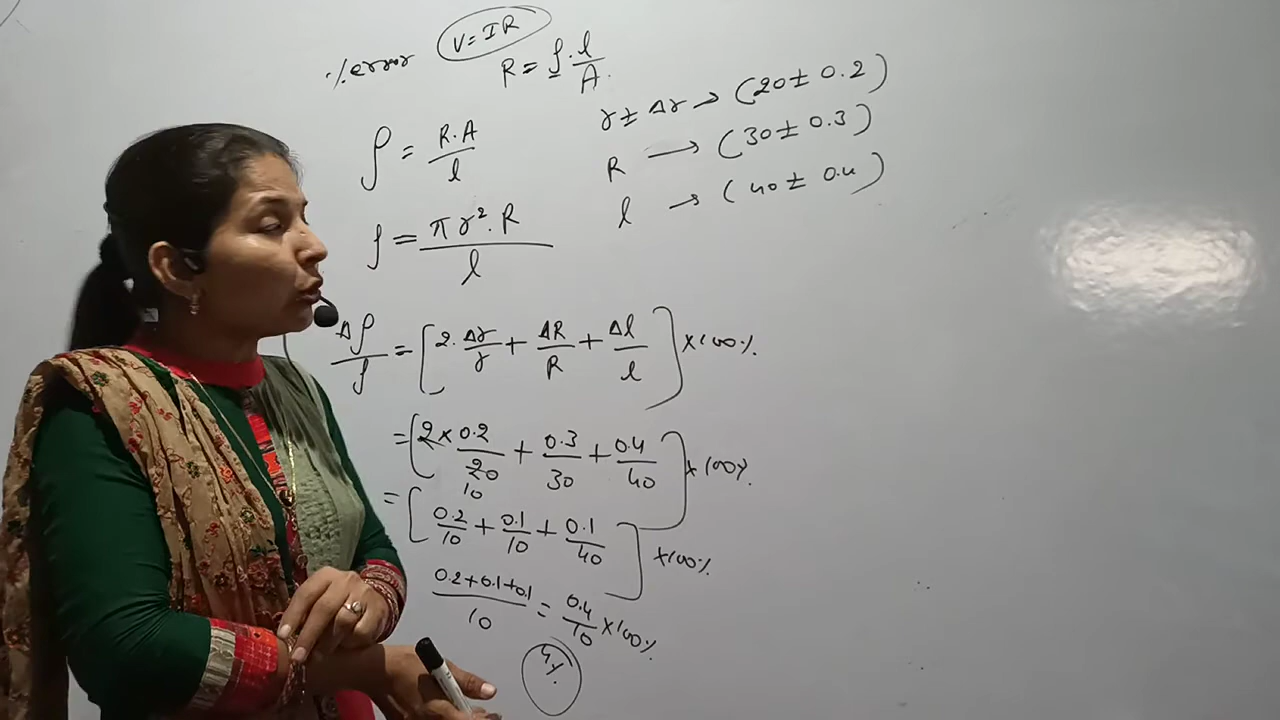 % error V=IR
R = ρ.l/A.
r ± Δr → (20 ± 0.2)
R → (30 ± 0.3)
l → (40 ± 0.4)
ρ = R.A/l
ρ = πr².R/l
Δρ/ρ = [2.Δr/r + ΔR/R + Δl/l] ×100%.
= [2×0.2/20 + 0.3/30 + 0.4/40] ×100%.
10
= [0.2/10 + 0.1/10 + 0.1/40] ×100%.
0.2+0.1+0.1/10 = 0.4/10 ×100%.
4%.